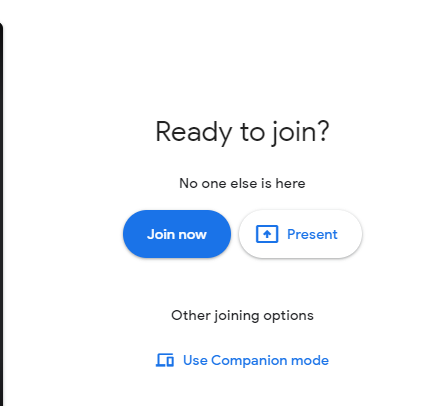 Ready to join?
No one else is here
Join now
Present
Other joining options
Use Companion mode